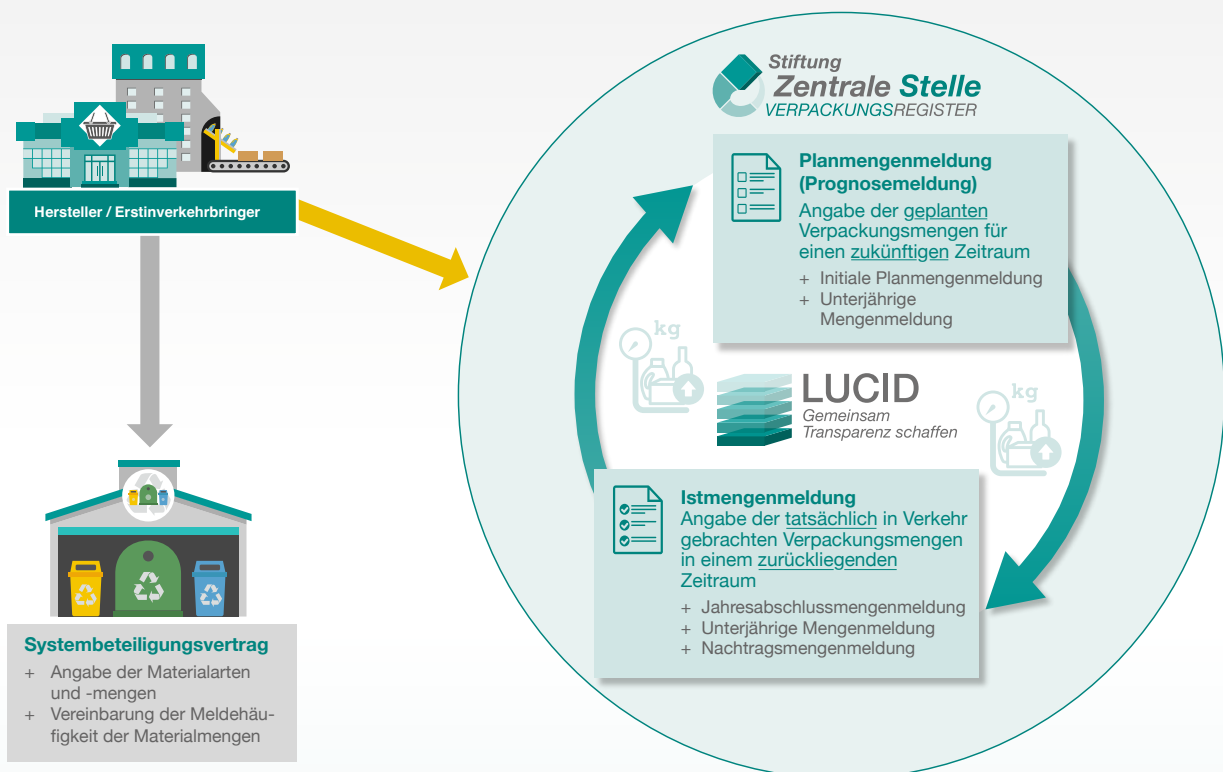 Hersteller / Erstinverkehrbringer
Systembeteiligungsvertrag
+ Angabe der Materialarten
und -mengen
+ Vereinbarung der Meldehäu-
figkeit der Materialmengen
Stiftung
Zentrale Stelle
VERPACKUNGSREGISTER
Planmengenmeldung
(Prognosemeldung)
Angabe der geplanten
Verpackungsmengen für
einen zukünftigen Zeitraum
+ Initiale Planmengenmeldung
+ Unterjährige
Mengenmeldung
kg
LUCID
Gemeinsam
Transparenz schaffen
kg
Istmengenmeldung
Angabe der tatsächlich in Verkehr
gebrachten Verpackungsmengen
in einem zurückliegenden
Zeitraum
+ Jahresabschlussmengenmeldung
+ Unterjährige Mengenmeldung
+ Nachtragsmengenmeldung